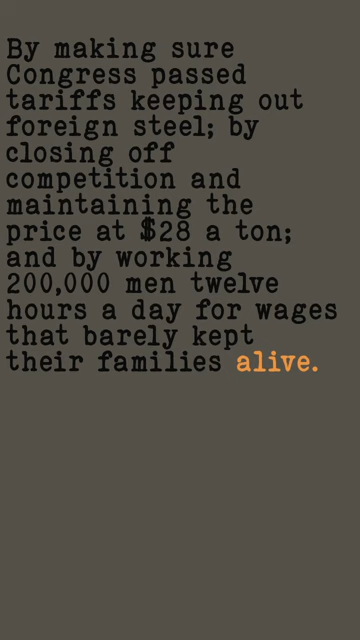 By making sure
Congress passed
tariffs keeping out
foreign steel; by
closing off
competition and
maintaining the
price at $28 a ton;
and by working
200,000 men twelve
hours a day for wages
that barely kept
their families alive.